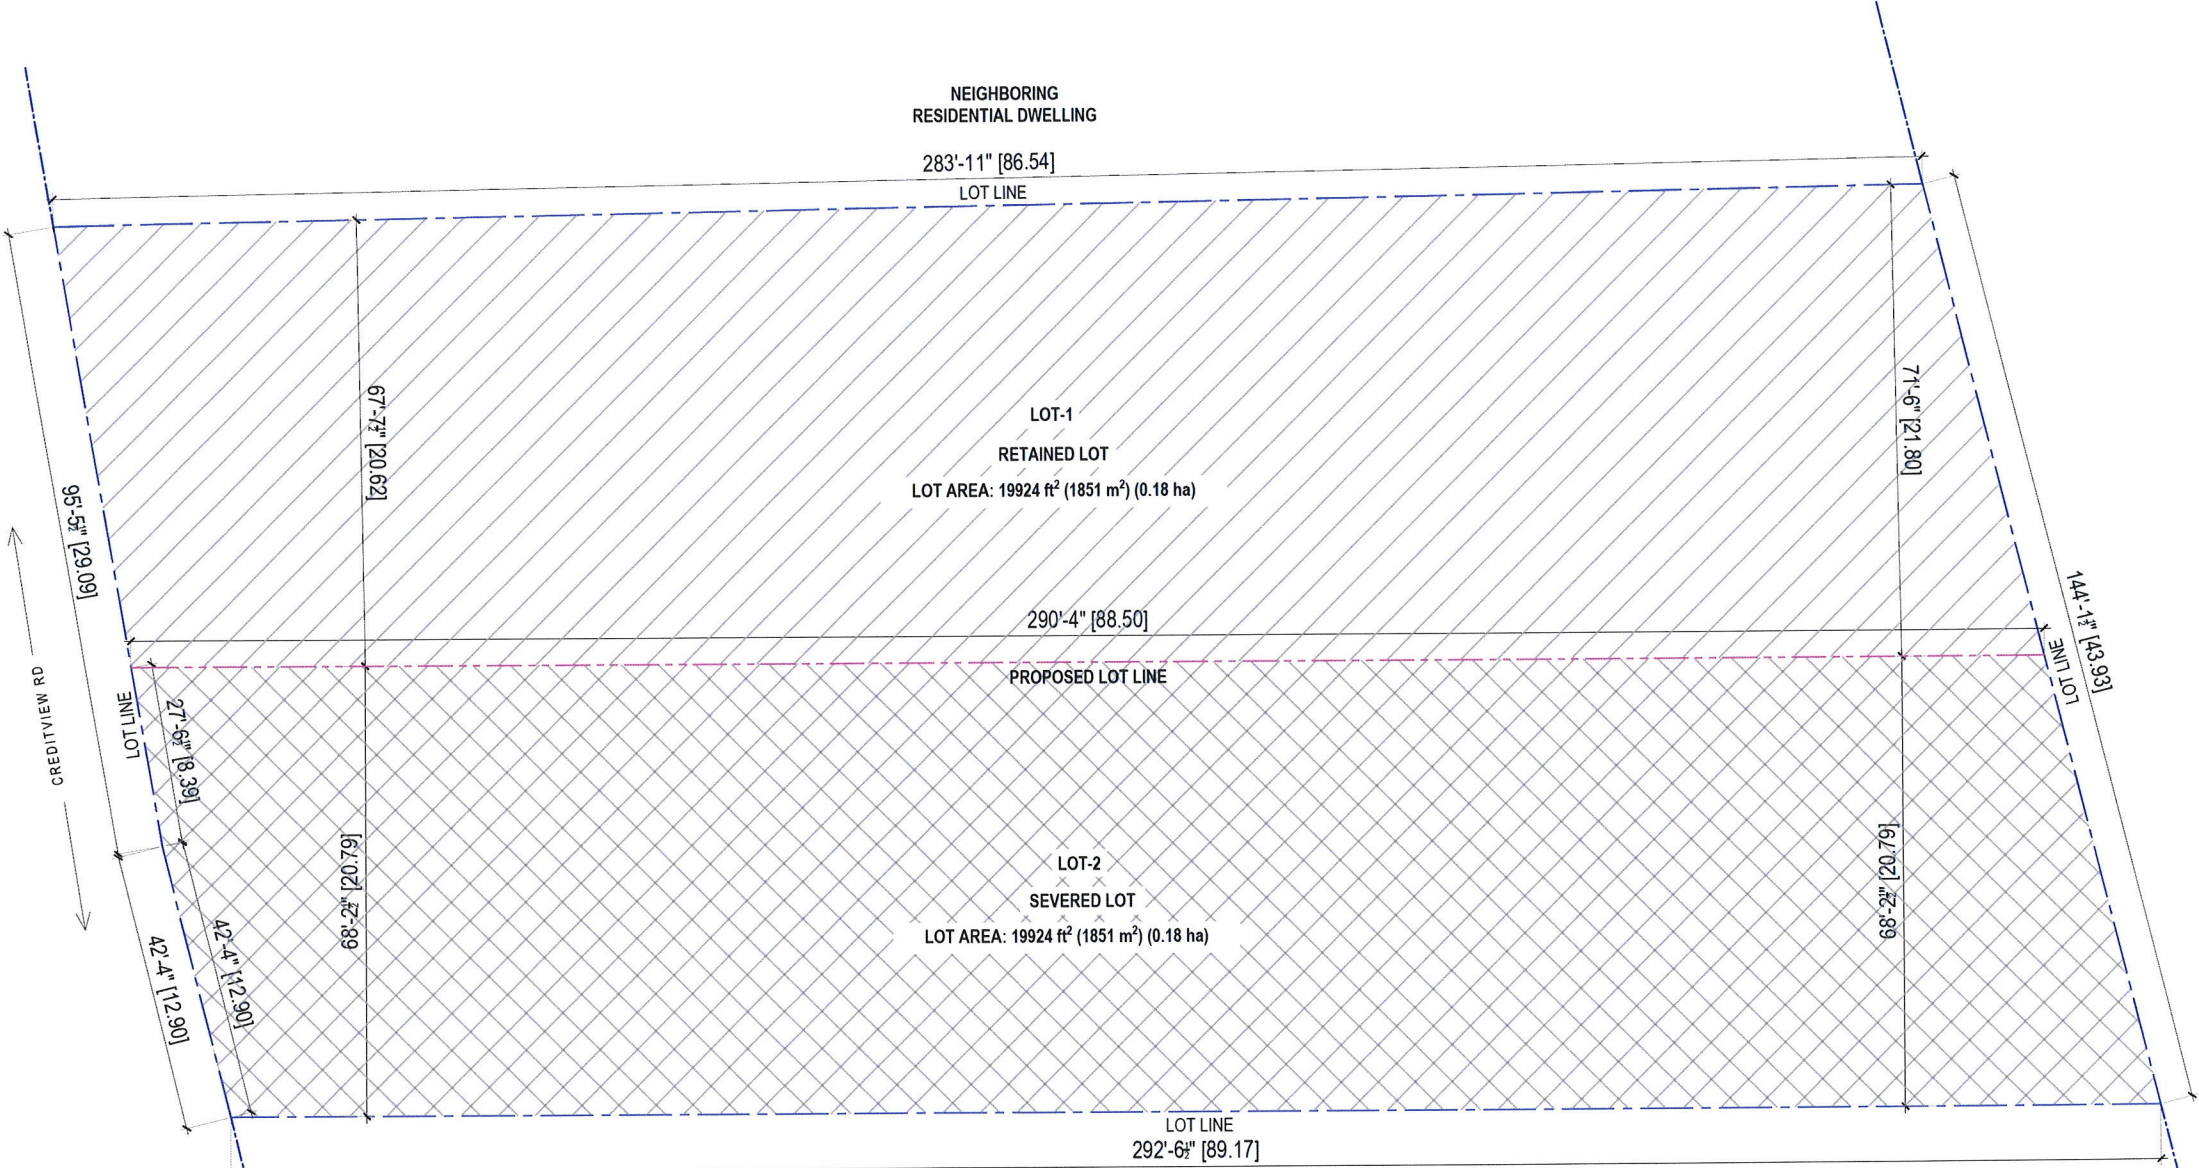 NEIGHBORING
RESIDENTIAL DWELLING
283'-11" [86.54]
LOT LINE
67'-7½" [20.62]
71'-6" [21.80]
LOT-1
RETAINED LOT
LOT AREA: 19924 ft² (1851 m²) (0.18 ha)
95'-5½" [29.09]
144'-1½" [43.93]
290'-4" [88.50]
LOT LINE
PROPOSED LOT LINE
CREDITVIEW RD
LOT LINE
27'-6½" [8.39]
68'-2½" [20.79]
68'-2½" [20.79]
LOT-2
SEVERED LOT
LOT AREA: 19924 ft² (1851 m²) (0.18 ha)
42'-4" [12.90]
42'-4" [12.90]
LOT LINE
292'-6½" [89.17]